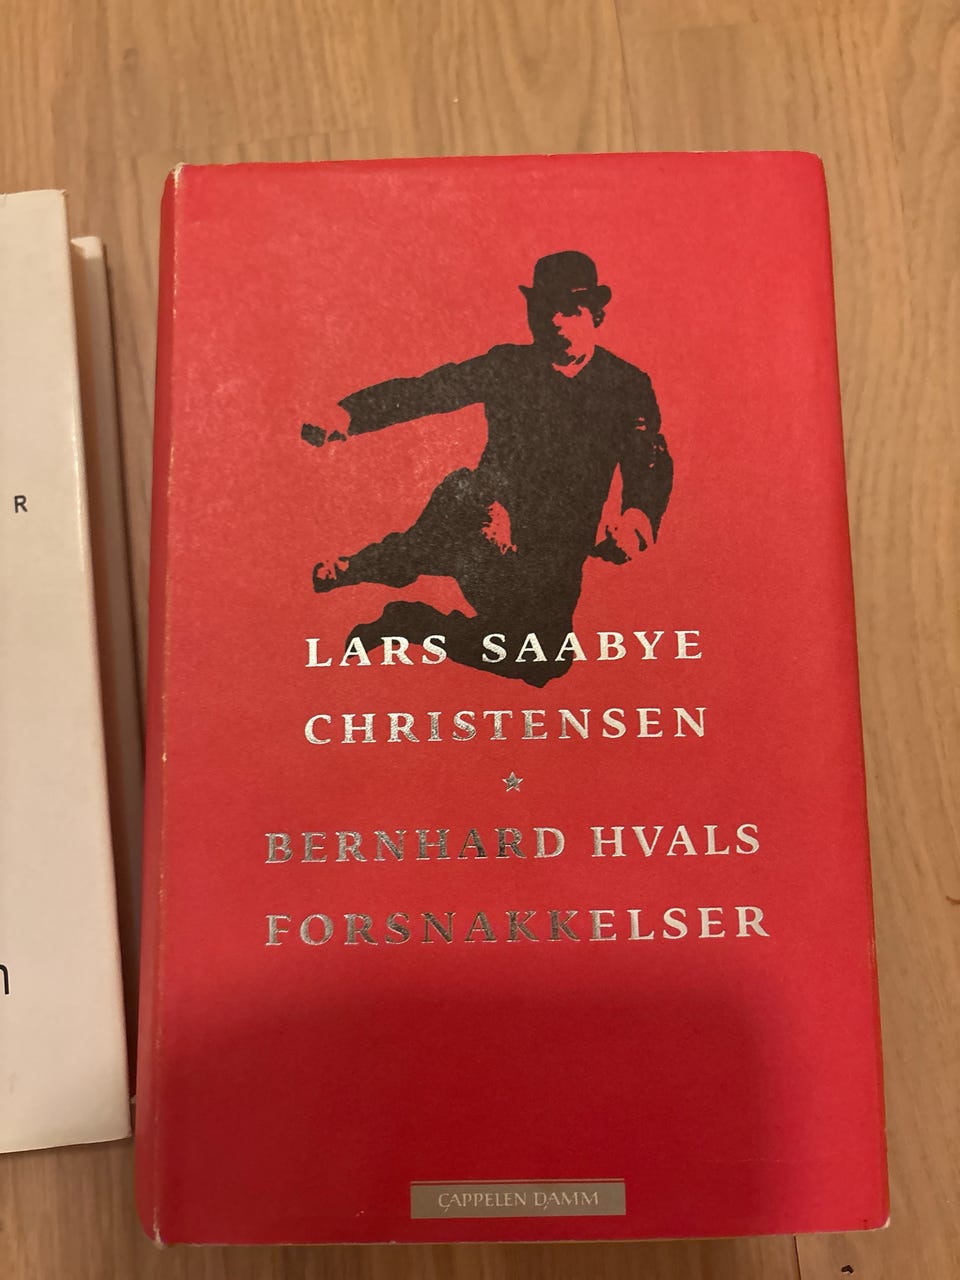 R
n
LARS SAABYE
CHRISTENSEN
BERNHARD HVALS
FORSNAKKELSER
CAPPELEN DAMM